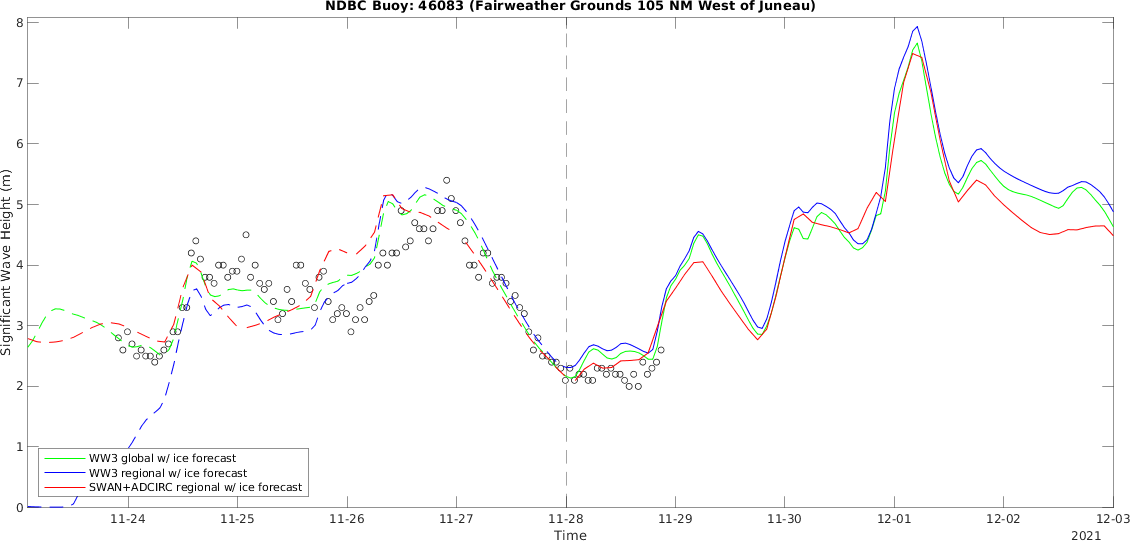 NDBC Buoy: 46083 (Fairweather Grounds 105 NM West of Juneau)
Significant Wave Height (m)
8
7
6
5
4
3
2
1
0
WW3 global w/ ice forecast
WW3 regional w/ ice forecast
SWAN+ADCIRC regional w/ ice forecast
11-24 11-25 11-26 11-27 11-28 11-29 11-30 12-01 12-02 12-03
Time
2021